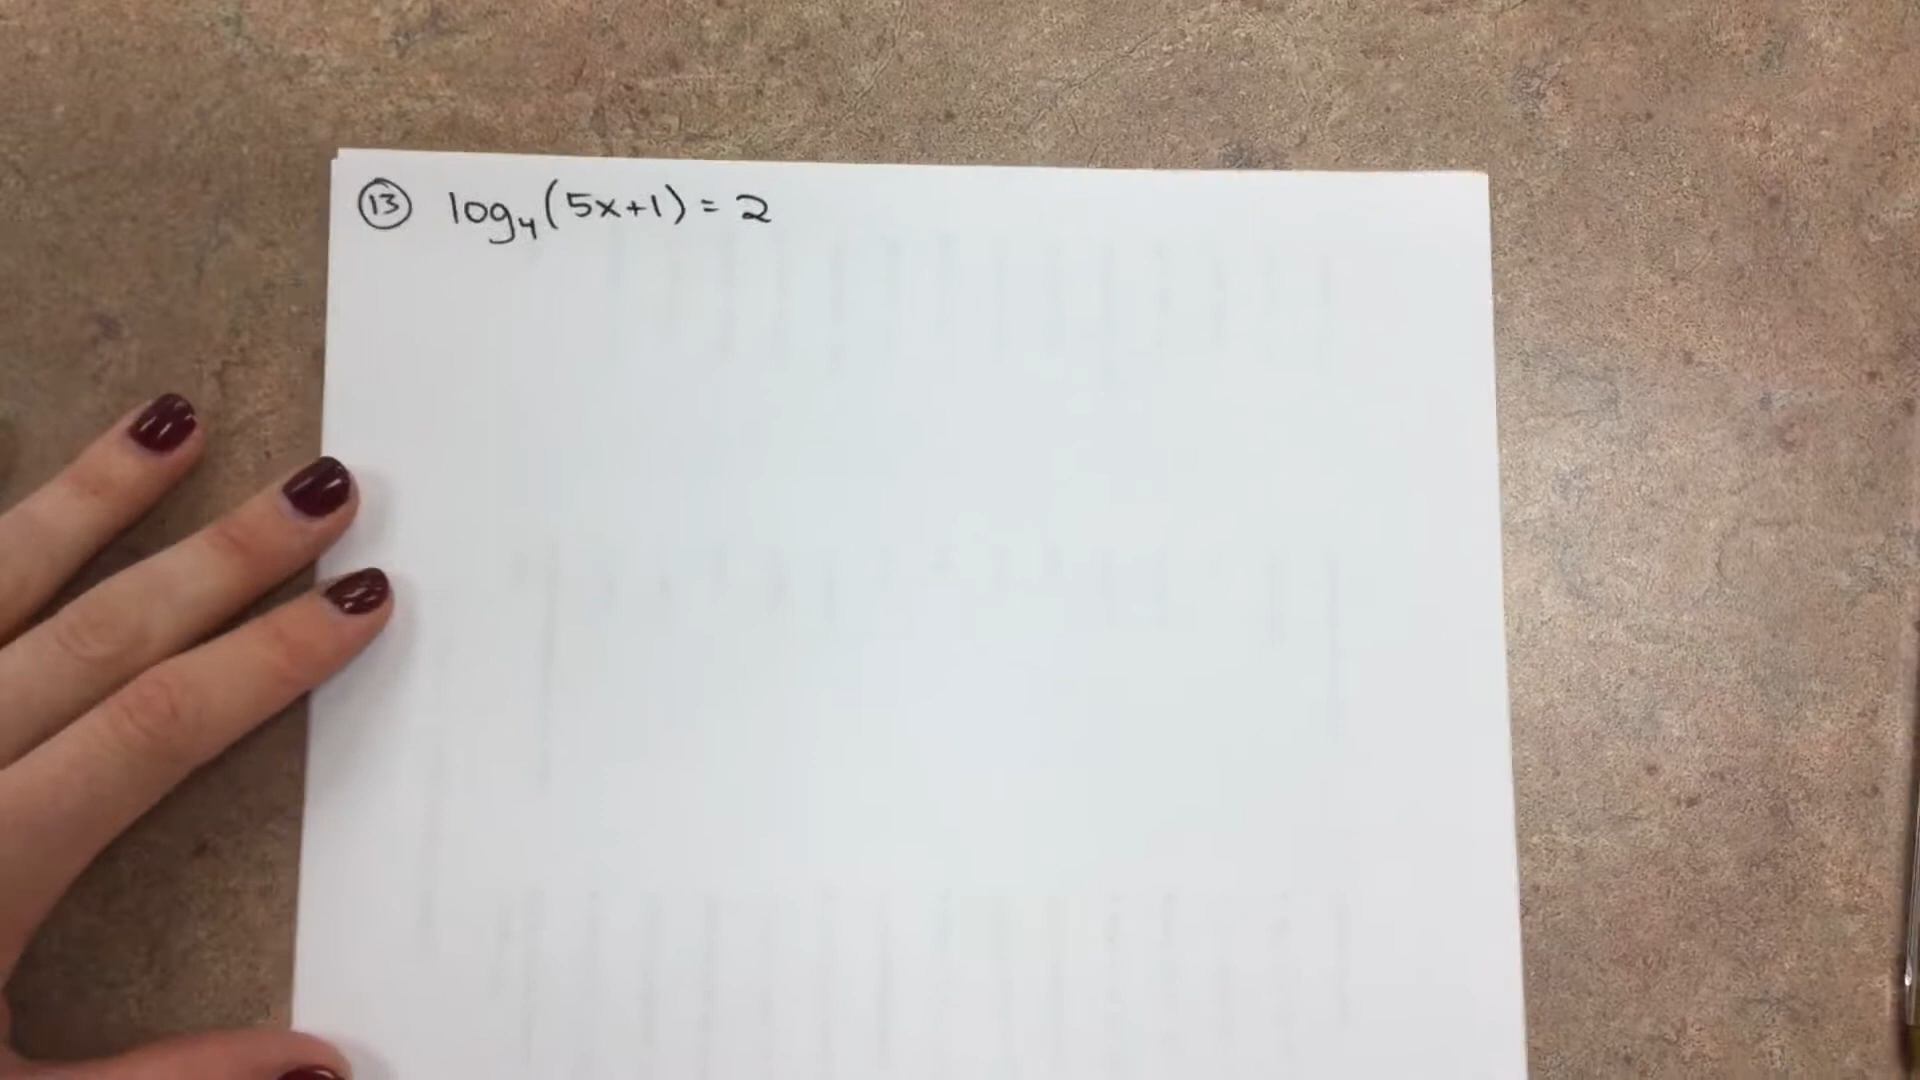 ⑬ log₄(5x+1) = 2